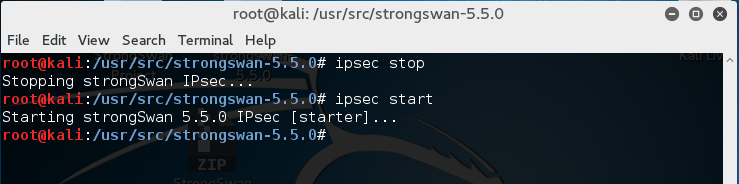 root@kali: /usr/src/strongswan-5.5.0
File Edit View Search Terminal Help
root@kali:/usr/src/strongswan-5.5.0# ipsec stop
Stopping strongSwan IPsec...
root@kali:/usr/src/strongswan-5.5.0# ipsec start
Starting strongSwan 5.5.0 IPsec [starter]...
root@kali:/usr/src/strongswan-5.5.0#
ZIP
StrongSwan